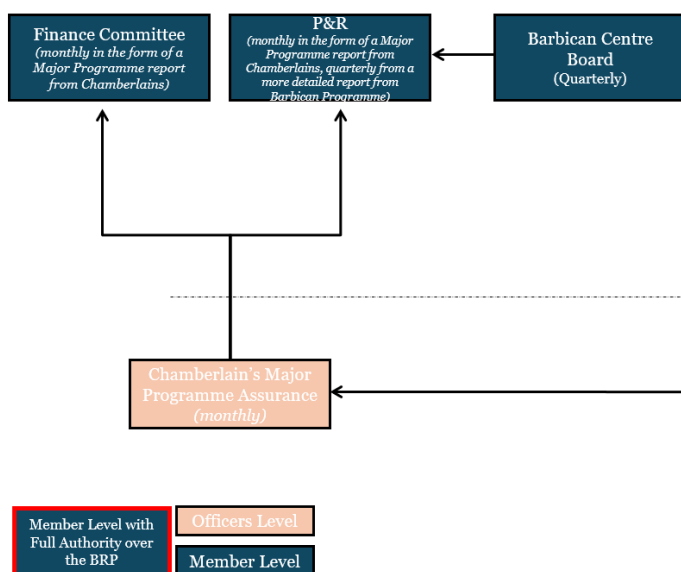 Finance Committee
(monthly in the form of a
Major Programme report
from Chamberlains)
P&R
(monthly in the form of a Major
Programme report from
Chamberlains, quarterly from a
more detailed report from
Barbican Programme)
Barbican Centre
Board
(Quarterly)
Chamberlain's Major
Programme Assurance
(monthly)
Member Level with
Full Authority over
the BRP
Officers Level
Member Level